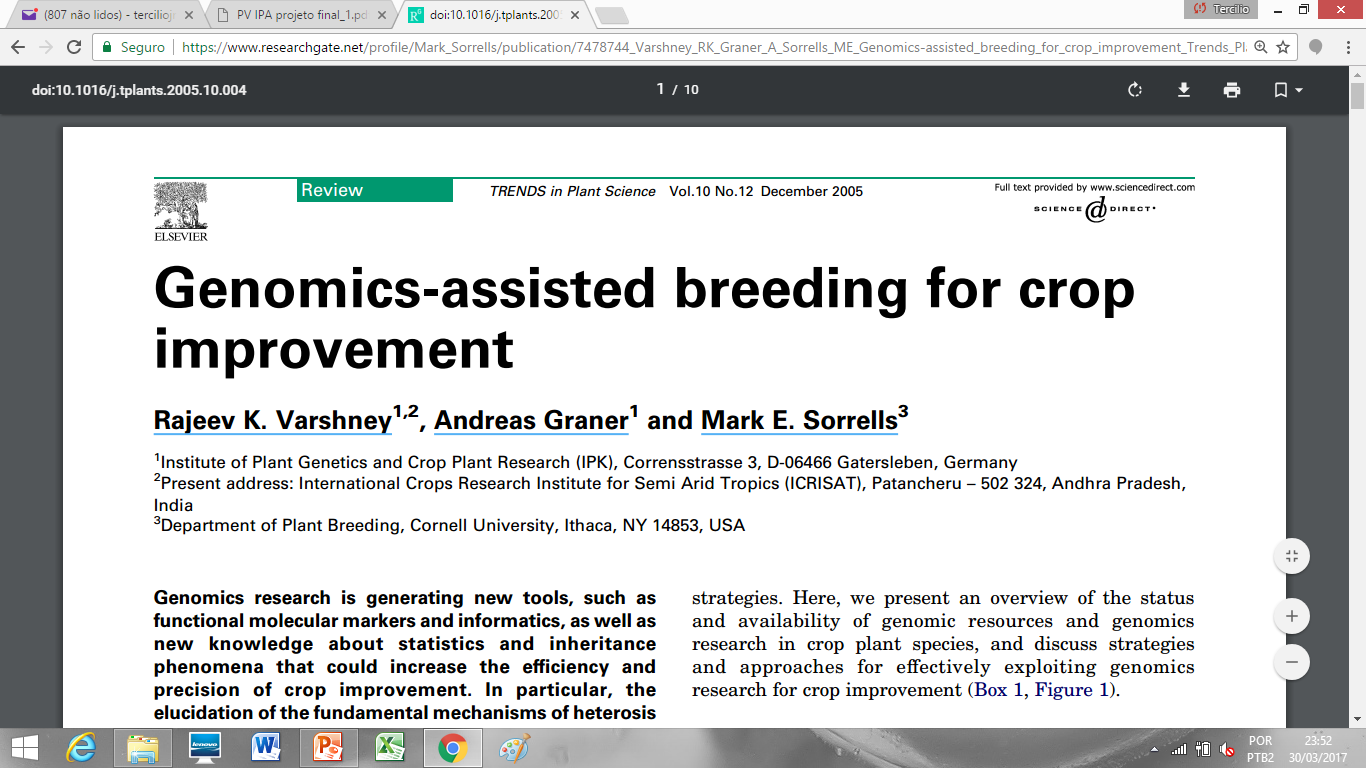 (807 não lidos) - tercilioj
PV IPA projeto final_1.pd
doi:10.1016/j.tplants.200
Tercilio
Seguro
https://www.researchgate.net/profile/Mark_Sorrells/publication/7478744_Varshney_RK_Graner_A_Sorrells_ME_Genomics-assisted_breeding_for_crop_improvement_Trends_Pl
doi:10.1016/j.tplants.2005.10.004
1 / 10
Review
TRENDS in Plant Science Vol.10 No.12 December 2005
Full text provided by www.sciencedirect.com
SCIENCE @ DIRECT•
ELSEVIER
Genomics-assisted breeding for crop
improvement
Rajeev K. Varshney1,2, Andreas Graner1 and Mark E. Sorrells3
1Institute of Plant Genetics and Crop Plant Research (IPK), Corrensstrasse 3, D-06466 Gatersleben, Germany
2Present address: International Crops Research Institute for Semi Arid Tropics (ICRISAT), Patancheru – 502 324, Andhra Pradesh,
India
3Department of Plant Breeding, Cornell University, Ithaca, NY 14853, USA
Genomics research is generating new tools, such as
functional molecular markers and informatics, as well as
new knowledge about statistics and inheritance
phenomena that could increase the efficiency and
precision of crop improvement. In particular, the
elucidation of the fundamental mechanisms of heterosis
strategies. Here, we present an overview of the status
and availability of genomic resources and genomics
research in crop plant species, and discuss strategies
and approaches for effectively exploiting genomics
research for crop improvement (Box 1, Figure 1).
lenovo
POR
PTB2
23:52
30/03/2017